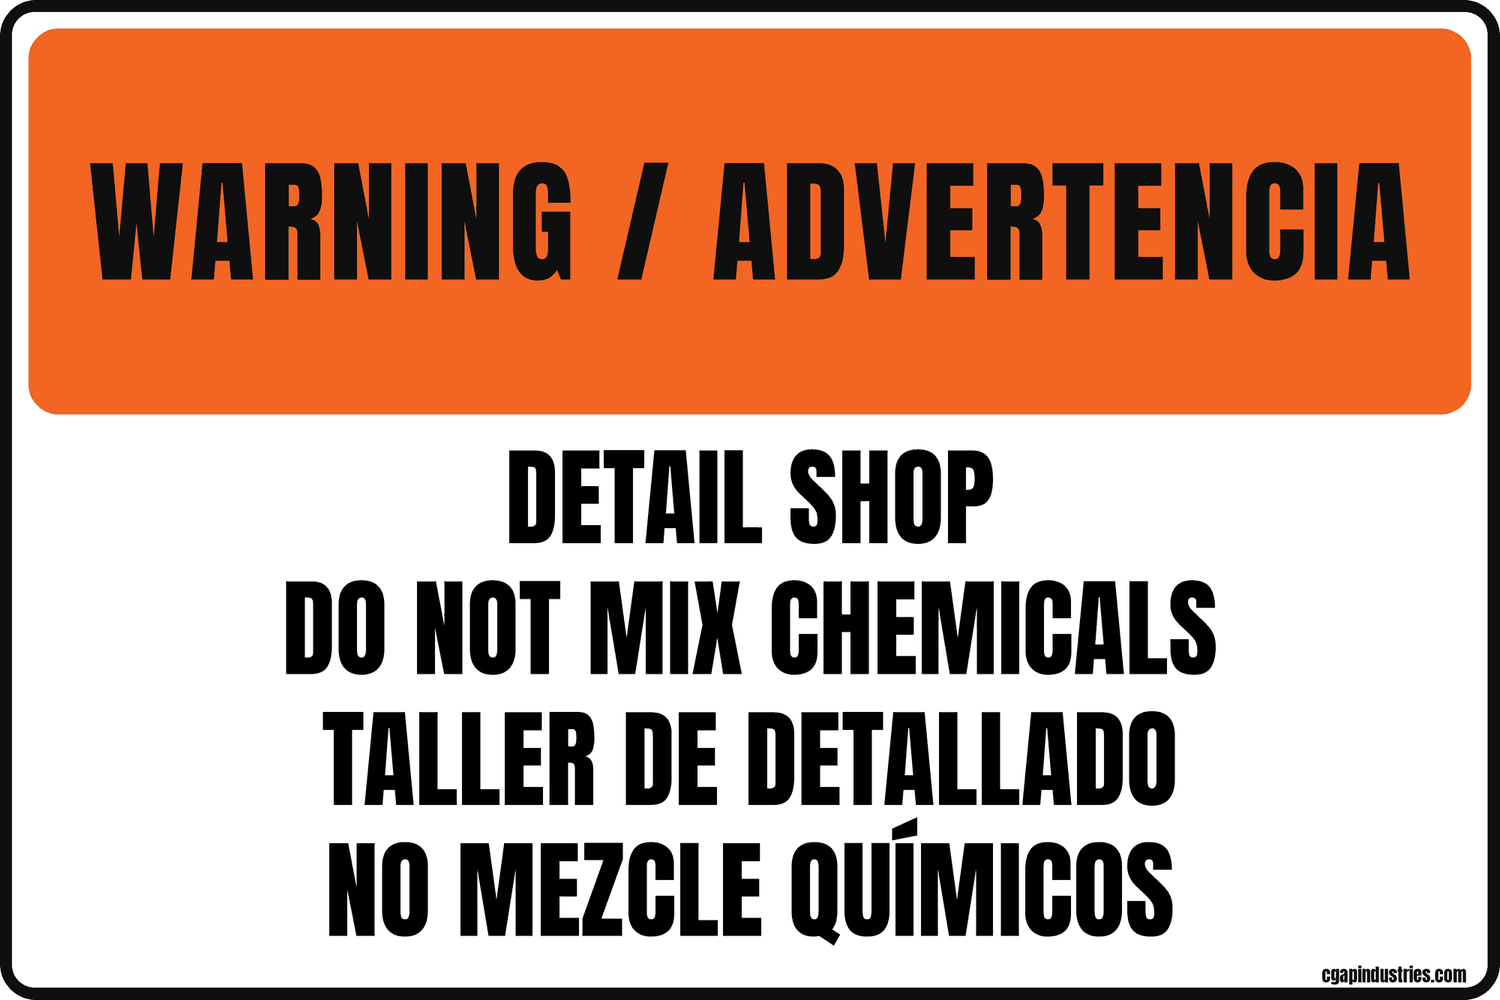 WARNING / ADVERTENCIA
DETAIL SHOP
DO NOT MIX CHEMICALS
TALLER DE DETALLADO
NO MEZCLE QUÍMICOS
cgapindustries.com